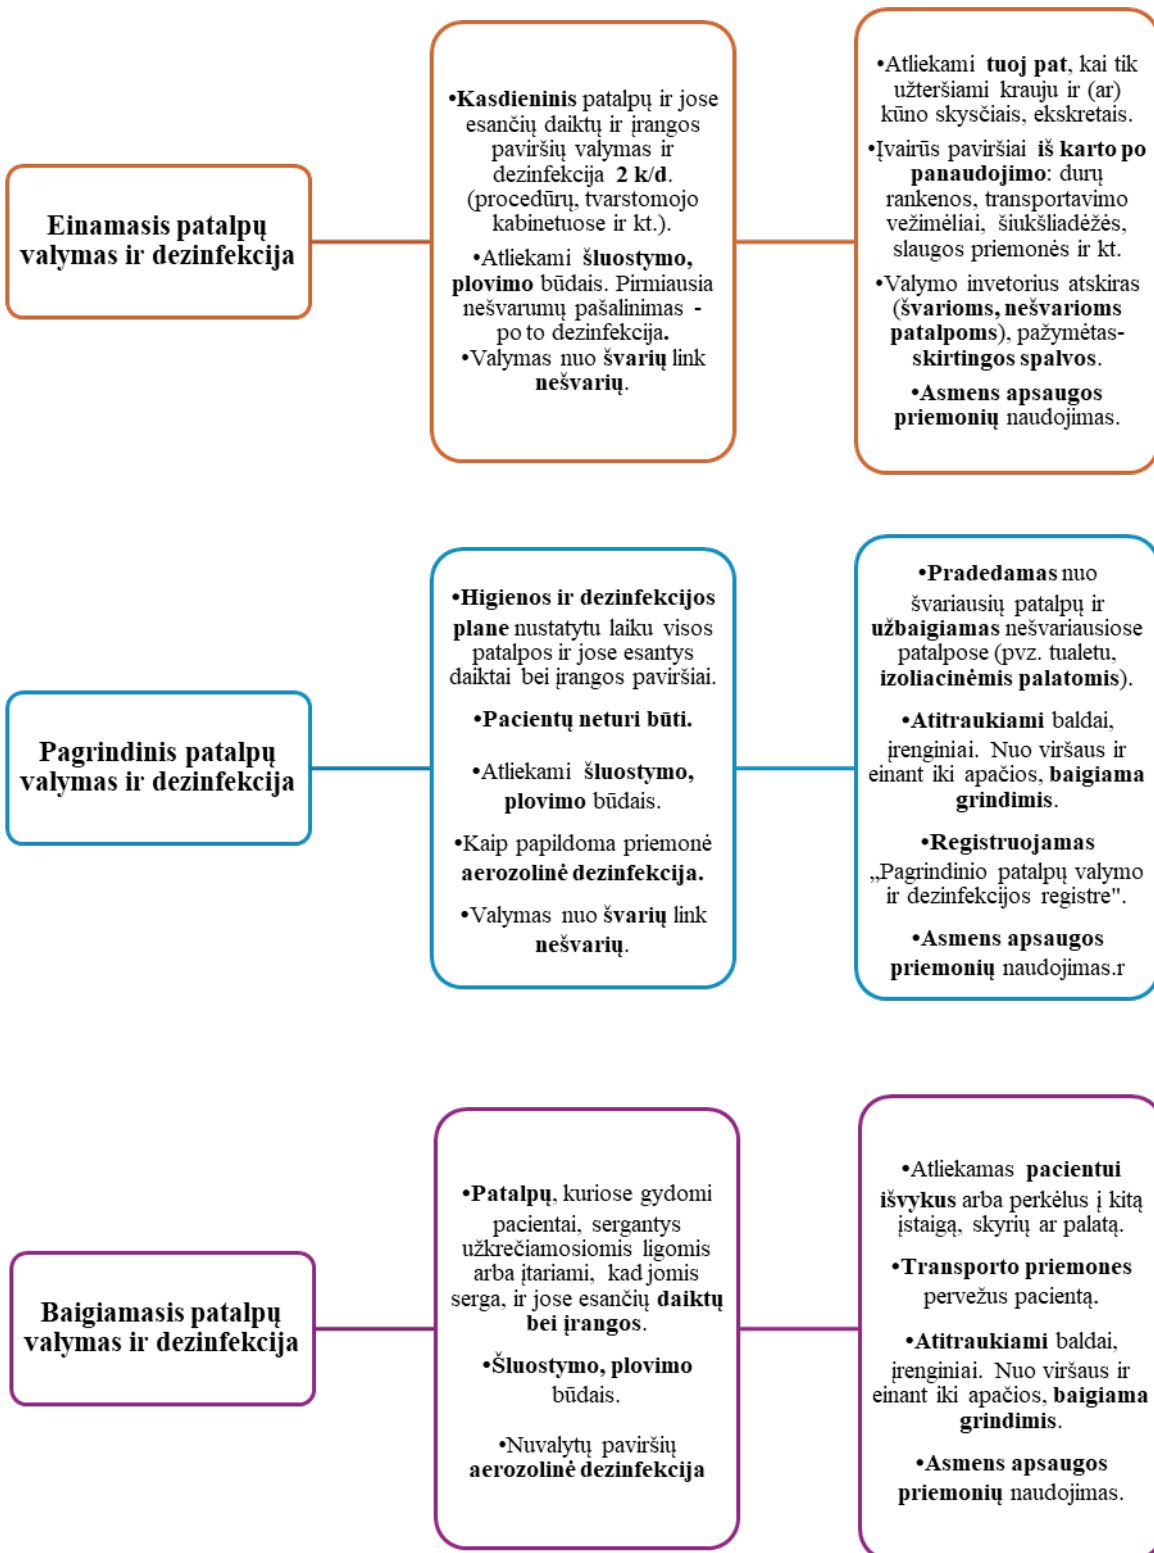 Einamasis patalpų
valymas ir dezinfekcija
•Kasdieninis patalpų ir jose
esančių daiktų ir įrangos
paviršių valymas ir
dezinfekcija 2 k/d.
(procedūrų, tvarstomojo
kabinetuose ir kt.).
•Atliekami šluostymo,
plovimo būdais. Pirmiausia
nešvarumų pašalinimas -
po to dezinfekcija.
•Valymas nuo švarių link
nešvarių.
•Atliekami tuoj pat, kai tik
užteršiami krauju ir (ar)
kūno skysčiais, ekskretais.
•Įvairūs paviršiai iš karto po
panaudojimo: durų
rankenos, transportavimo
vežimėliai, šiukšliadėžės,
slaugos priemonės ir kt.
•Valymo invetorius atskiras
(švarioms, nešvarioms
patalpoms), pažymėtas-
skirtingos spalvos.
•Asmens apsaugos
priemonių naudojimas.
Pagrindinis patalpų
valymas ir dezinfekcija
•Higienos ir dezinfekcijos
plane nustatytu laiku visos
patalpos ir jose esantys
daiktai bei įrangos paviršiai.
•Pacientų neturi būti.
•Atliekami šluostymo,
plovimo būdais.
•Kaip papildoma priemonė
aerozolinė dezinfekcija.
•Valymas nuo švarių link
nešvarių.
•Pradedamas nuo
švariausių patalpų ir
užbaigiamas nešvariausiose
patalpose (pvz. tualetu,
izoliacinėmis palatomis).
•Atitraukiami baldai,
įrenginiai. Nuo viršaus ir
einant iki apačios, baigiama
grindimis.
•Registruojamas
„Pagrindinio patalpų valymo
ir dezinfekcijos registre".
•Asmens apsaugos
priemonių naudojimas.r
Baigiamasis patalpų
valymas ir dezinfekcija
•Patalpų, kuriose gydomi
pacientai, sergantys
užkrečiamosiomis ligomis
arba įtariami, kad jomis
serga, ir jose esančių daiktų
bei įrangos.
•Šluostymo, plovimo
būdais.
•Nuvalytų paviršių
aerozolinė dezinfekcija
•Atliekamas pacientui
išvykus arba perkėlus į kitą
įstaigą, skyrių ar palatą.
•Transporto priemones
pervežus pacientą.
•Atitraukiami baldai,
įrenginiai. Nuo viršaus ir
einant iki apačios, baigiama
grindimis.
•Asmens apsaugos
priemonių naudojimas.